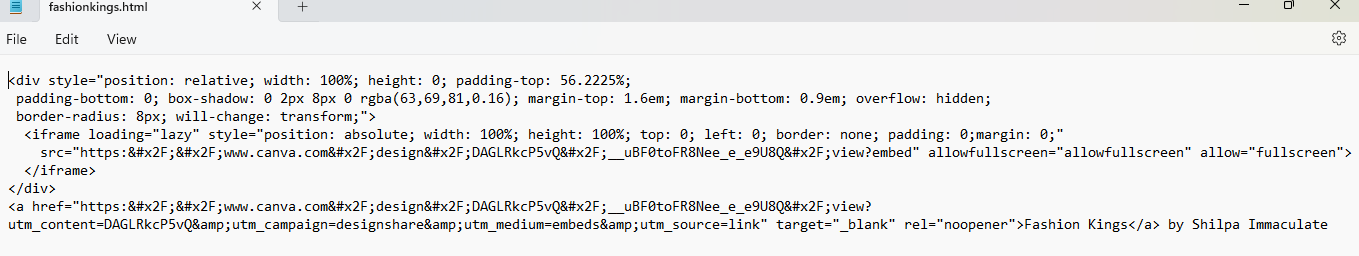 fashionkings.html
File Edit View
<div style="position: relative; width: 100%; height: 0; padding-top: 56.2225%;
padding-bottom: 0; box-shadow: 0 2px 8px 0 rgba(63,69,81,0.16); margin-top: 1.6em; margin-bottom: 0.9em; overflow: hidden;
border-radius: 8px; will-change: transform;">
<iframe loading="lazy" style="position: absolute; width: 100%; height: 100%; top: 0; left: 0; border: none; padding: 0;margin: 0;"
src="https:&#x2F;&#x2F;www.canva.com&#x2F;design&#x2F;DAGLRkcP5vQ&#x2F;__uBF0toFR8Nee_e_e9U8Q&#x2F;view?embed" allowfullscreen="allowfullscreen" allow="fullscreen">
</iframe>
</div>
<a href="https:&#x2F;&#x2F;www.canva.com&#x2F;design&#x2F;DAGLRkcP5vQ&#x2F;__uBF0toFR8Nee_e_e9U8Q&#x2F;view?
utm_content=DAGLRkcP5vQ&amp;utm_campaign=designshare&amp;utm_medium=embeds&amp;utm_source=link" target="_blank" rel="noopener">Fashion Kings</a> by Shilpa Immaculate